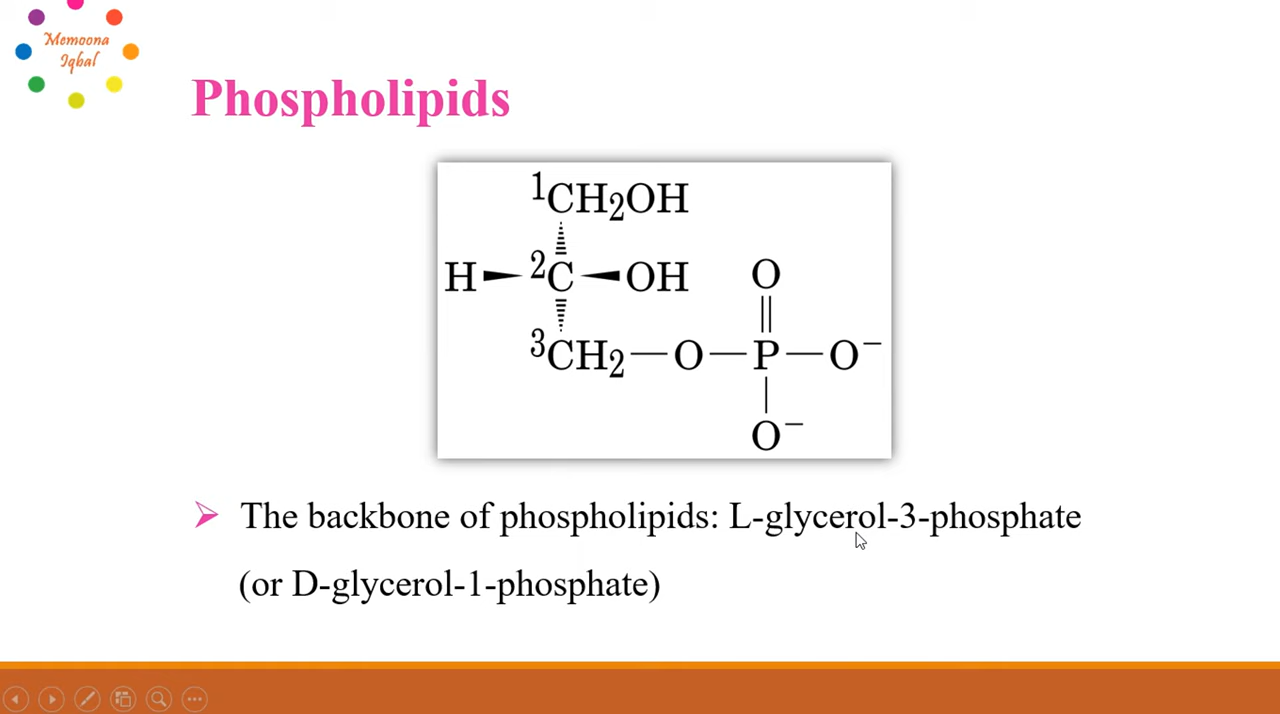 Memoona
Iqbal
Phospholipids
¹CH₂OH
H ²C OH O
³CH₂—O—P—O⁻
O⁻
The backbone of phospholipids: L-glycerol-3-phosphate
(or D-glycerol-1-phosphate)